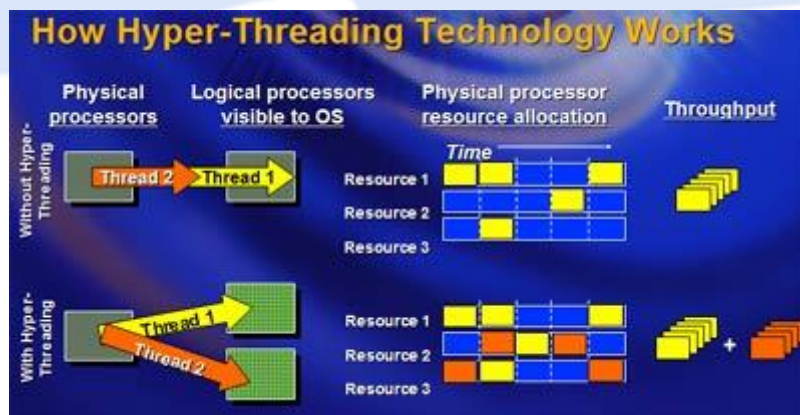 How Hyper-Threading Technology Works
Physical processors
Logical processors visible to OS
Physical processor resource allocation
Throughput
Without Hyper-Threading
Thread 2
Thread 1
Time
Resource 1
Resource 2
Resource 3
With Hyper-Threading
Thread 1
Thread 2
Resource 1
Resource 2
Resource 3
+